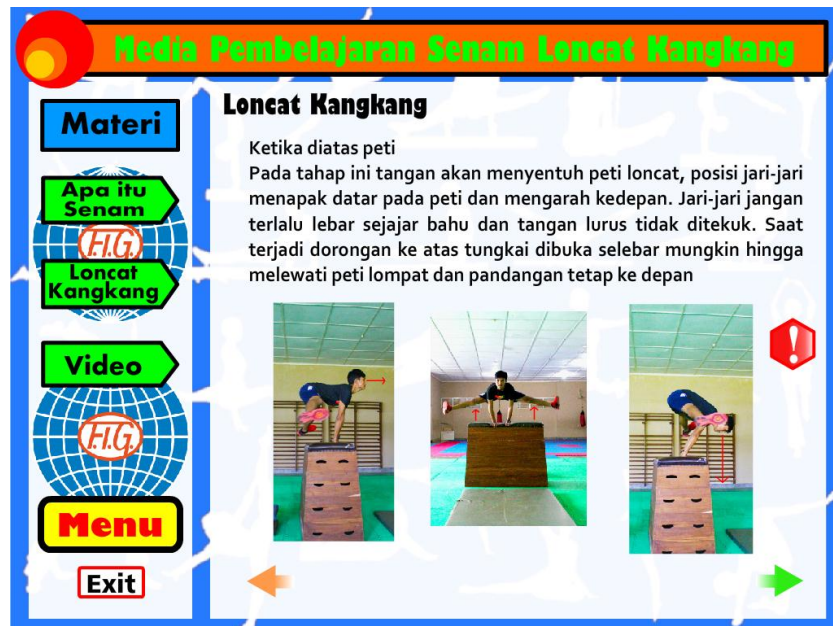 Media Pembelajaran Senam Loncat Kangkang
Materi
Apa itu
Senam
F.I.G.
Loncat
Kangkang
Video
F.I.G.
Menu
Exit
Loncat Kangkang
Ketika diatas peti
Pada tahap ini tangan akan menyentuh peti loncat, posisi jari-jari
menapak datar pada peti dan mengarah kedepan. Jari-jari jangan
terlalu lebar sejajar bahu dan tangan lurus tidak ditekuk. Saat
terjadi dorongan ke atas tungkai dibuka selebar mungkin hingga
melewati peti lompat dan pandangan tetap ke depan
!